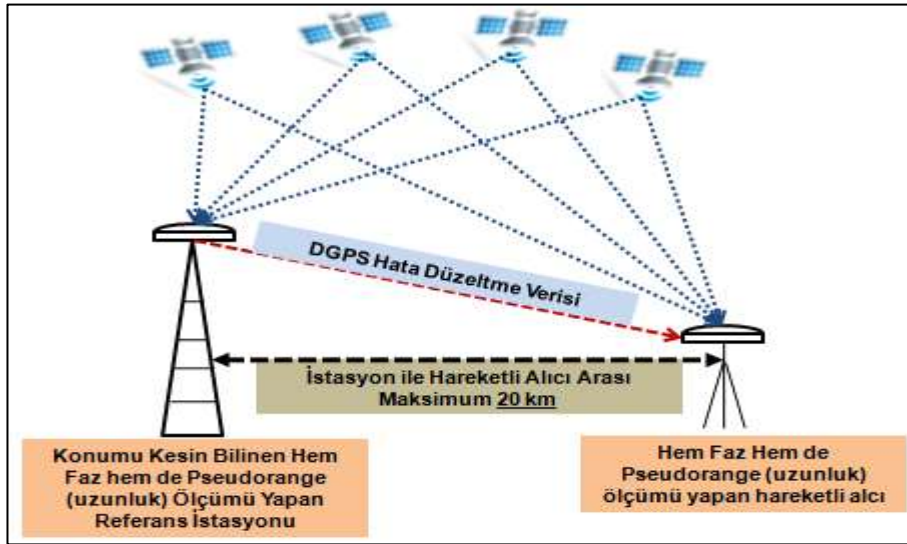 DGPS Hata Düzeltme Verisi
İstasyon ile Hareketli Alıcı Arası
Maksimum 20 km
Konumu Kesin Bilinen Hem
Faz hem de Pseudorange
(uzunluk) Ölçümü Yapan
Referans İstasyonu
Hem Faz Hem de
Pseudorange (uzunluk)
ölçümü yapan hareketli alcı